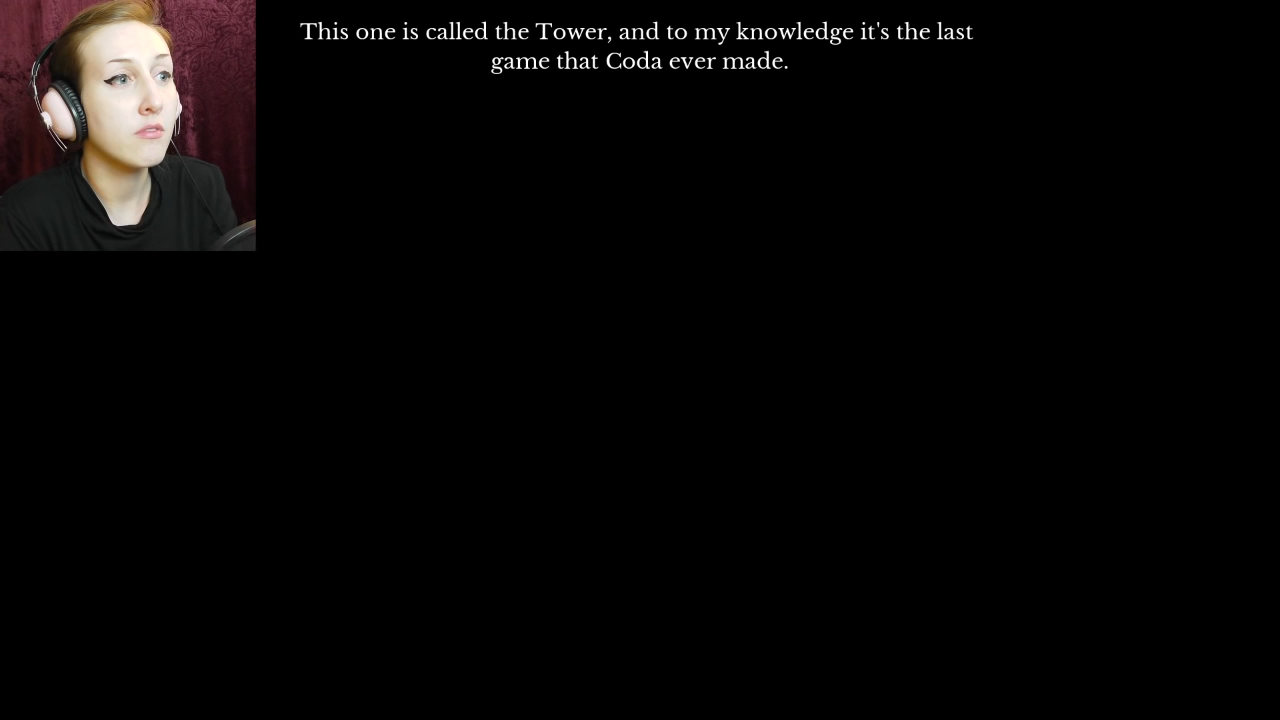 This one is called the Tower, and to my knowledge it's the last
game that Coda ever made.